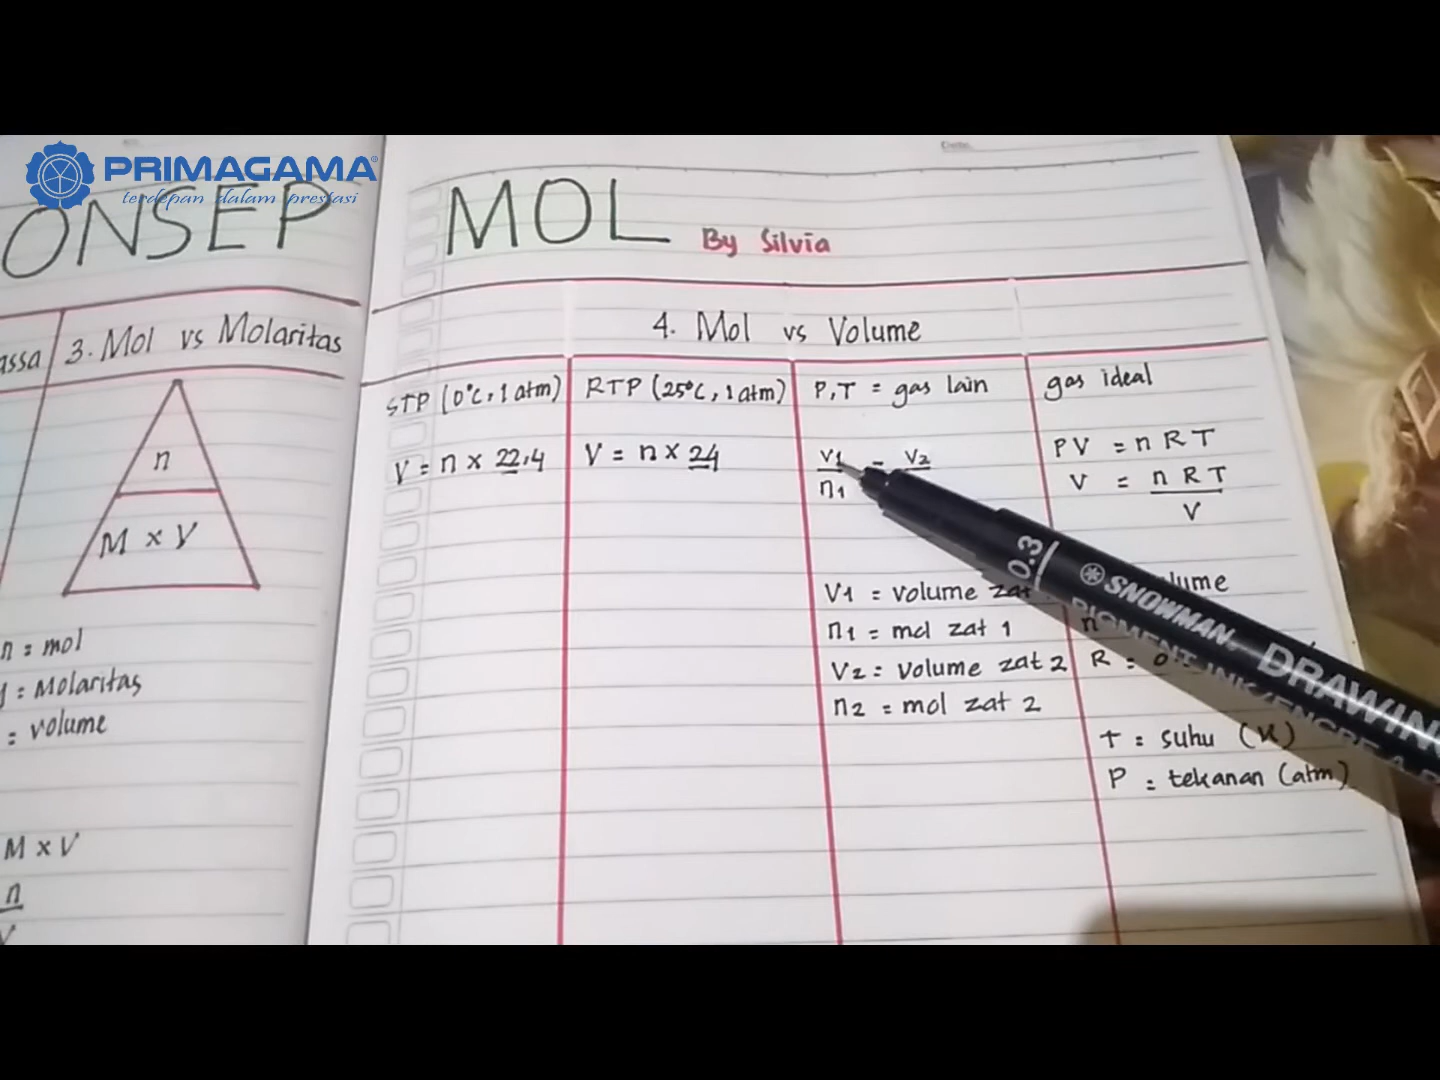 PRIMAGAMA
terdepan dalam prestasi
ONSEP MOL
By Silvia
assa
3. Mol vs Molaritas
n
M x V
n = mol
= Molaritas
= volume
M x V
n
V
4. Mol vs Volume
STP (0°C, 1 atm)
V = n x 22,4
RTP (25°C, 1 atm)
V = n x 24
P, T = gas lain
V1 = V2
n1
V1 = volume
n1 = mol zat 1
V2 = volume zat 2
n2 = mol zat 2
gas ideal
PV = n R T
V = n R T
V
n
R = 0
T = suhu (K)
P = tekanan (atm)
0.3
SNOWMAN
DRAWIN